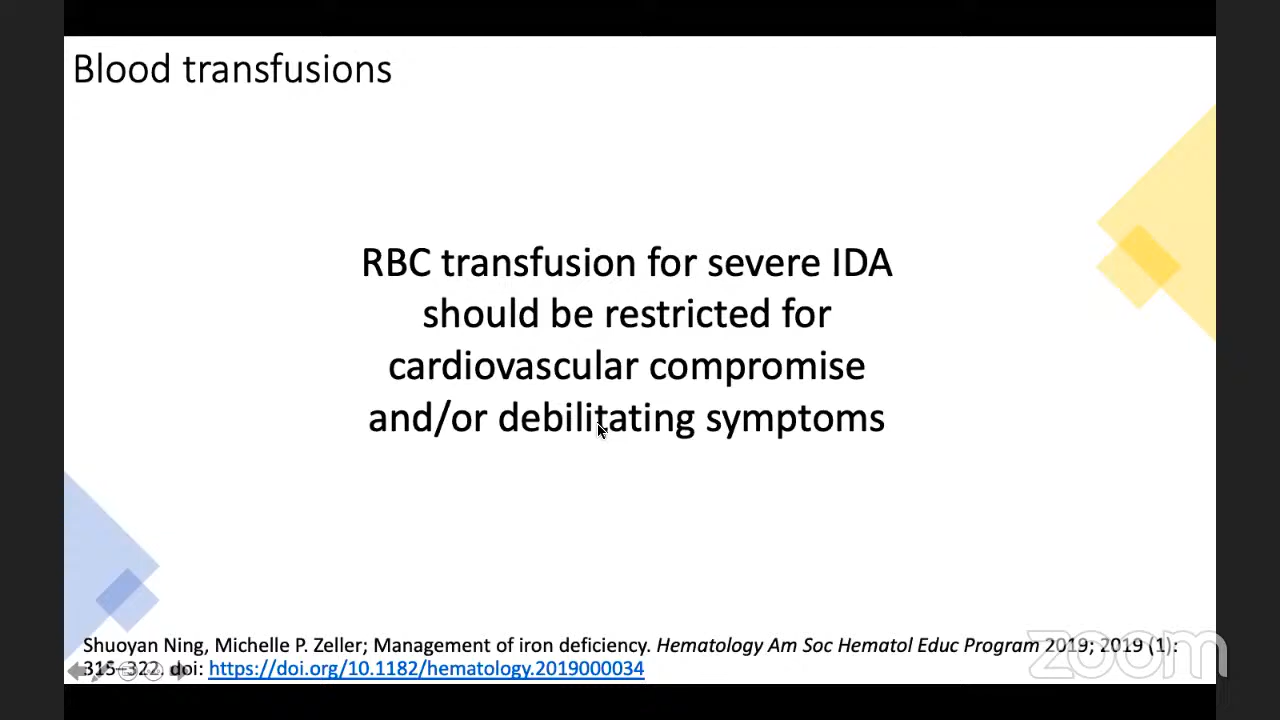 Blood transfusions
RBC transfusion for severe IDA
should be restricted for
cardiovascular compromise
and/or debilitating symptoms
Shuoyan Ning, Michelle P. Zeller; Management of iron deficiency. Hematology Am Soc Hematol Educ Program 2019; 2019 (1):
315–322. doi: https://doi.org/10.1182/hematology.2019000034
zoom